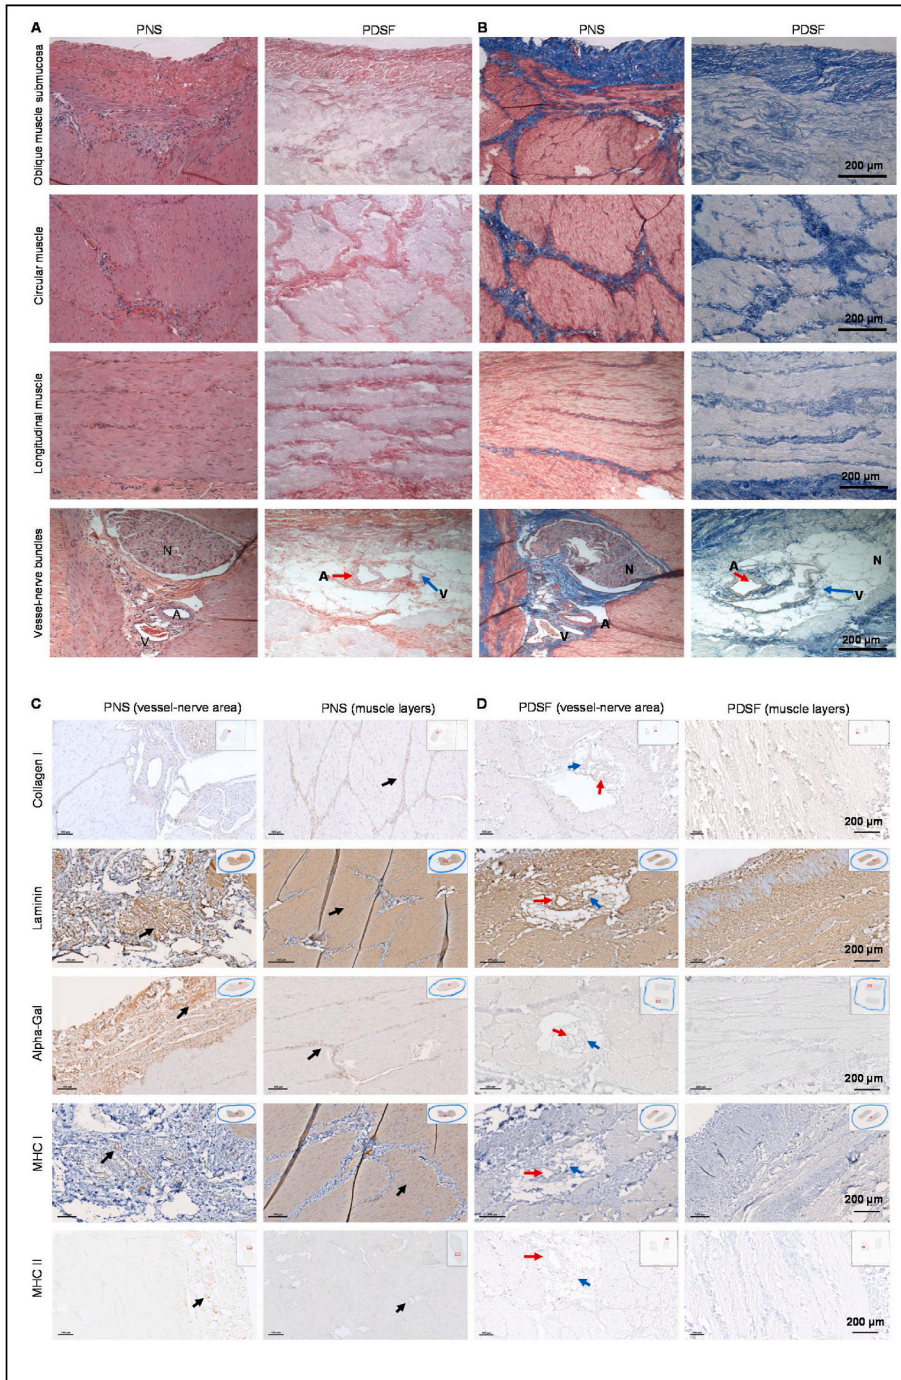 A PNS PDSF B PNS PDSF
Oblique muscle submucosa
200 µm
Circular muscle
200 µm
Longitudinal muscle
200 µm
Vessel-nerve bundles
N A V
A V
N A V
A V N
200 µm
C PNS (vessel-nerve area) PNS (muscle layers) D PDSF (vessel-nerve area) PDSF (muscle layers)
Collagen I
200 µm
Laminin
200 µm
Alpha-Gal
200 µm
MHC I
200 µm
MHC II
200 µm